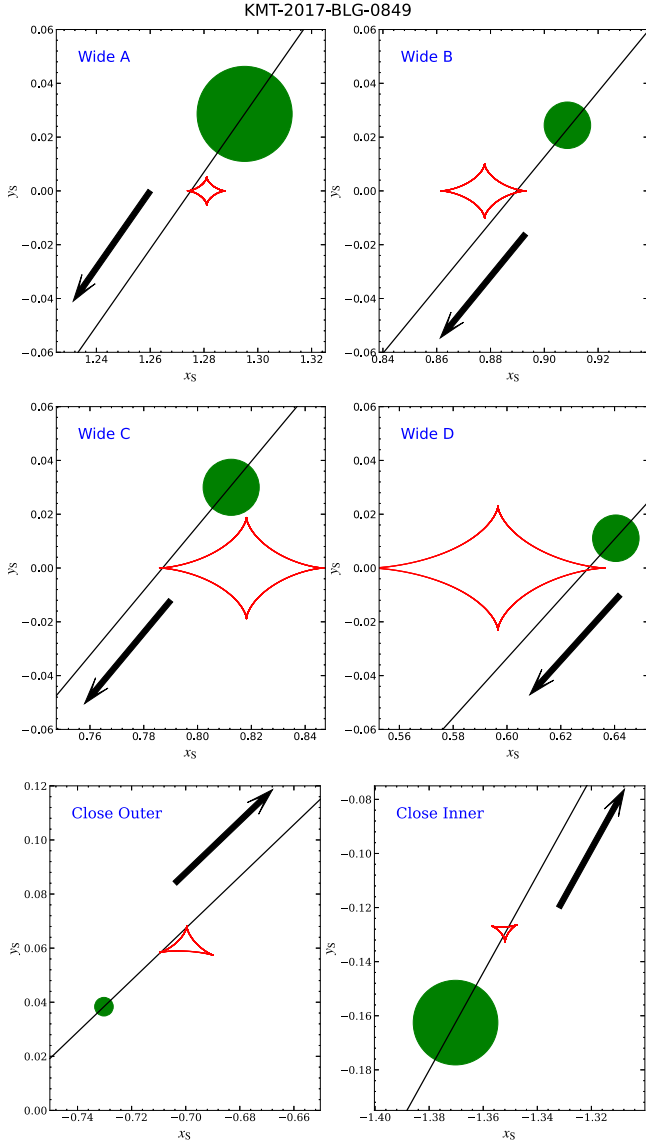 KMT-2017-BLG-0849
Wide A
Wide B
yS
0.06
0.04
0.02
0.00
−0.02
−0.04
−0.06
1.24 1.26 1.28 1.30 1.32
xS
yS
0.06
0.04
0.02
0.00
−0.02
−0.04
−0.06
0.84 0.86 0.88 0.90 0.92
xS
Wide C
Wide D
yS
0.06
0.04
0.02
0.00
−0.02
−0.04
−0.06
0.76 0.78 0.80 0.82 0.84
xS
yS
0.06
0.04
0.02
0.00
−0.02
−0.04
−0.06
0.56 0.58 0.60 0.62 0.64
xS
Close Outer
Close Inner
yS
0.12
0.10
0.08
0.06
0.04
0.02
0.00
−0.74 −0.72 −0.70 −0.68 −0.66
xS
yS
−0.08
−0.10
−0.12
−0.14
−0.16
−0.18
−1.40 −1.38 −1.36 −1.34 −1.32
xS